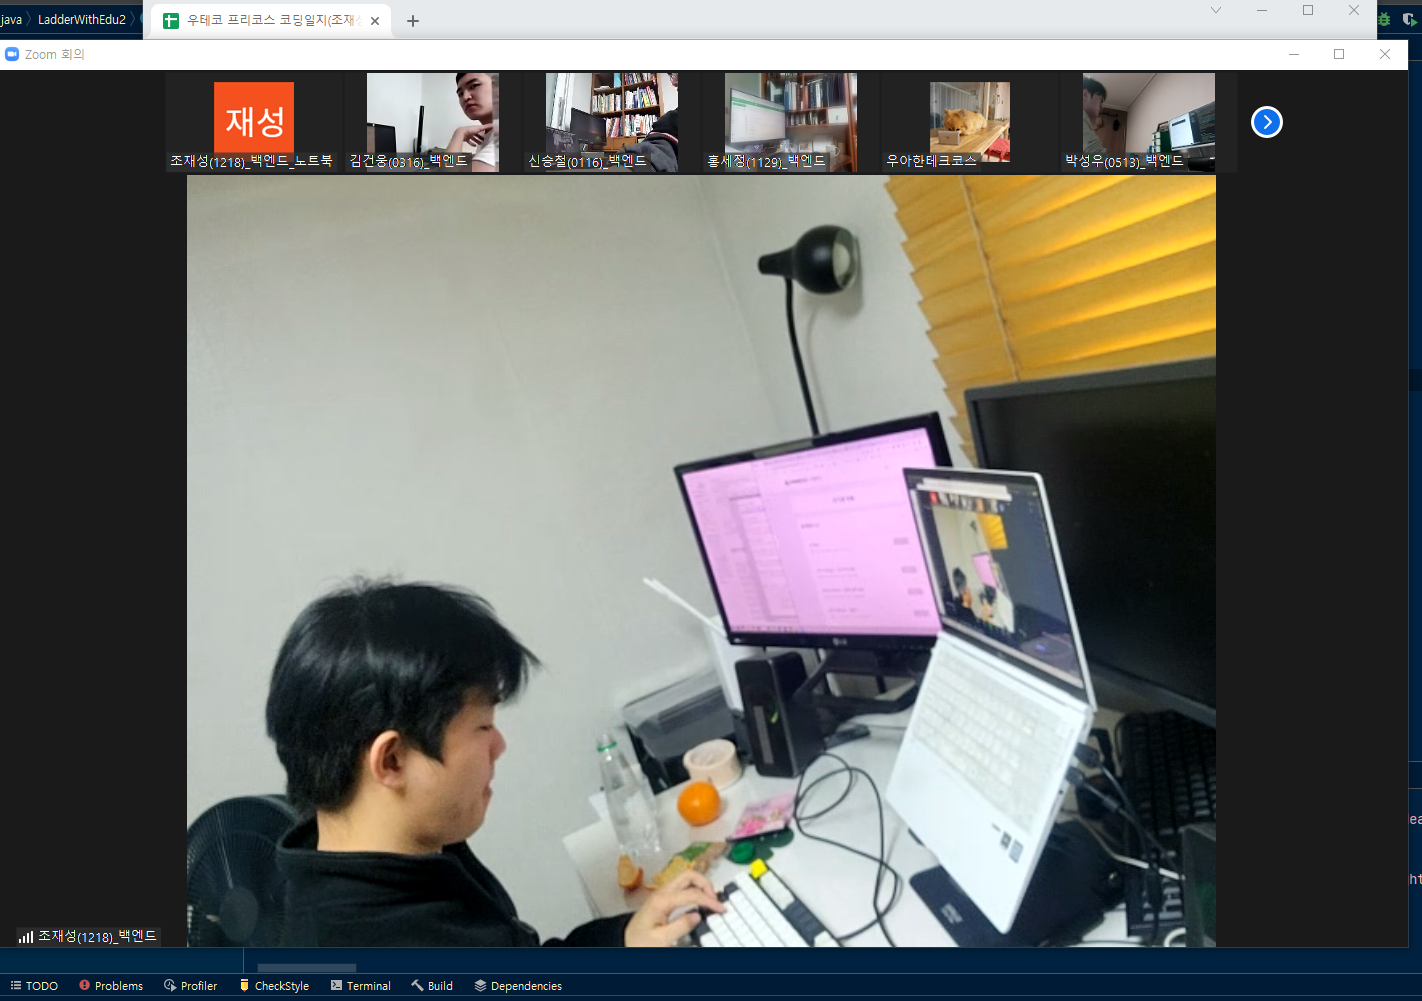 java
LadderWithEdu2
우테코 프리코스 코딩일지(조재성
Zoom 회의
재성
조재성(1218)_백엔드_노트북
김건웅(0316)_백엔드
신승철(0116)_백엔드
홍세정(1129)_백엔드
우아한테크코스
박성우(0513)_백엔드
LG
ea
ht
조재성(1218)_백엔드
TODO
Problems
Profiler
CheckStyle
Terminal
Build
Dependencies